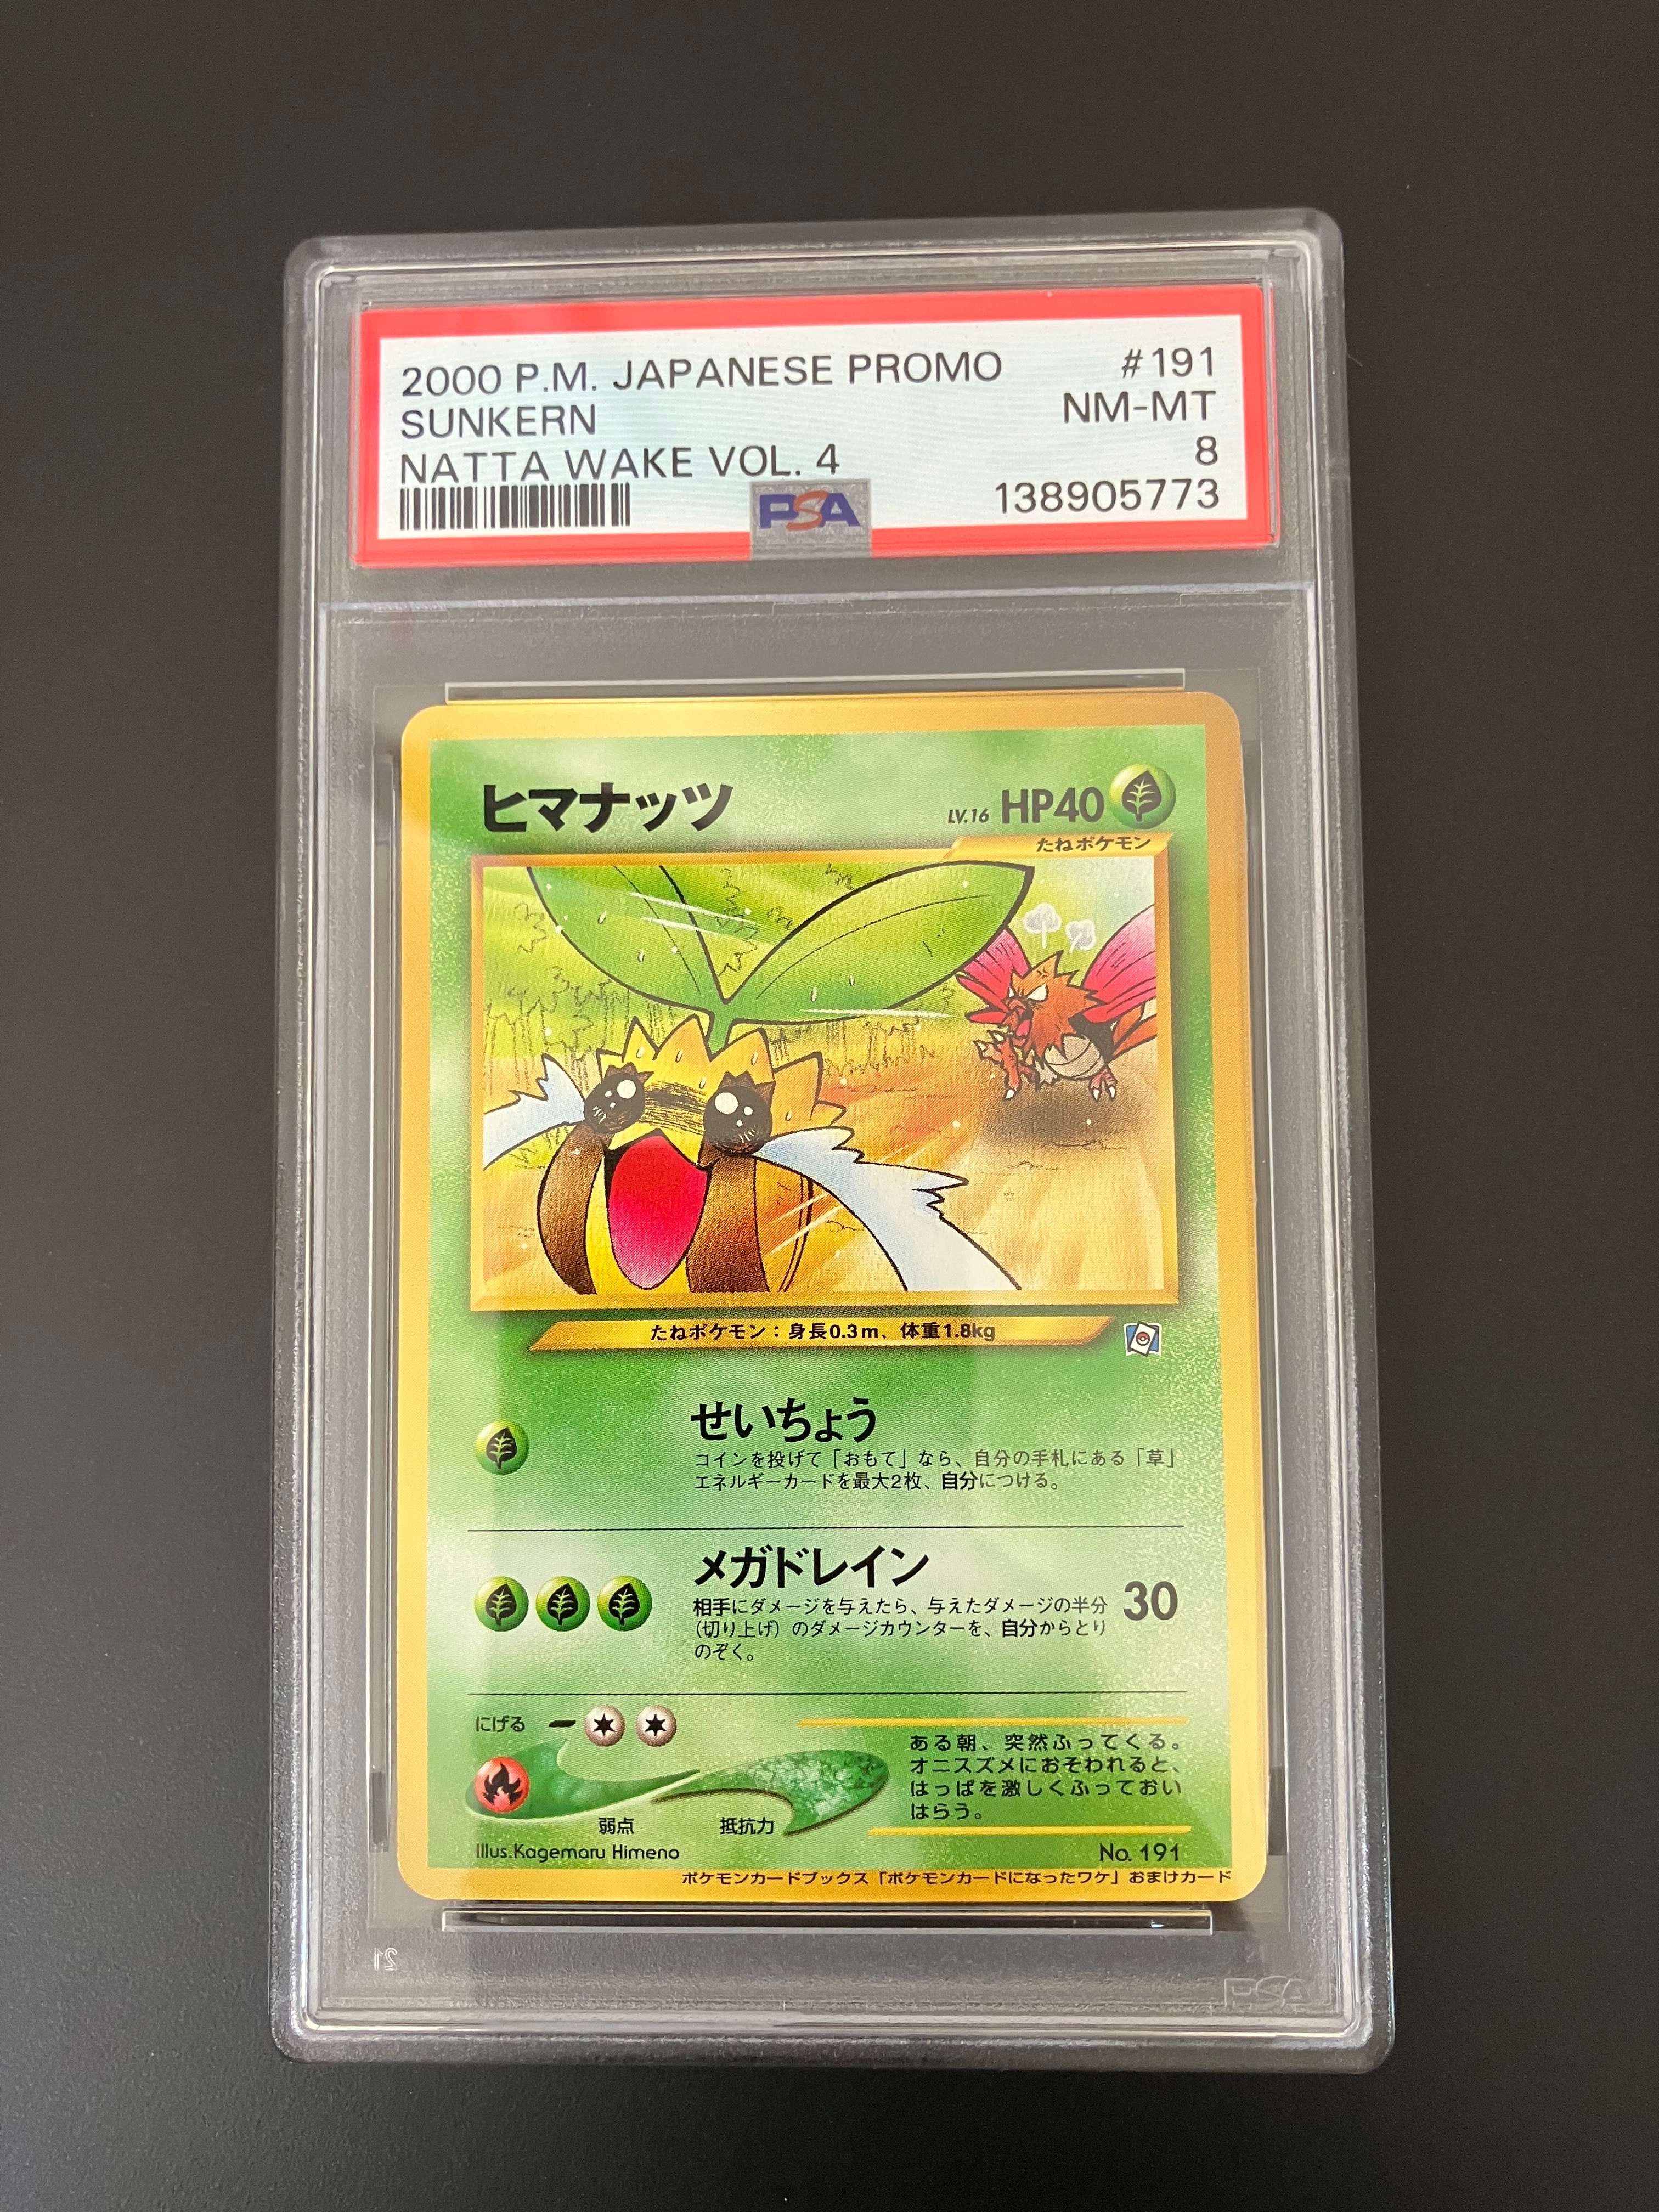 2000 P.M. JAPANESE PROMO #191
SUNKERN NM-MT
NATTA WAKE VOL. 4 8
PSA 138905773
ヒマナッツ LV.16 HP40
たねポケモン
たねポケモン：身長0.3m、体重1.8kg
せいちょう
コインを投げて「おもて」なら、自分の手札にある「草」
エネルギーカードを最大2枚、自分につける。
メガドレイン 30
相手にダメージを与えたら、与えたダメージの半分
（切り上げ）のダメージカウンターを、自分からとり
のぞく。
にげる
ある朝、突然ふってくる。
オニスズメにおそわれると、
はっぱを激しくふっておい
はらう。
弱点 抵抗力
Illus.Kagemaru Himeno No. 191
ポケモンカードブックス「ポケモンカードになったワケ」おまけカード
21
PSA